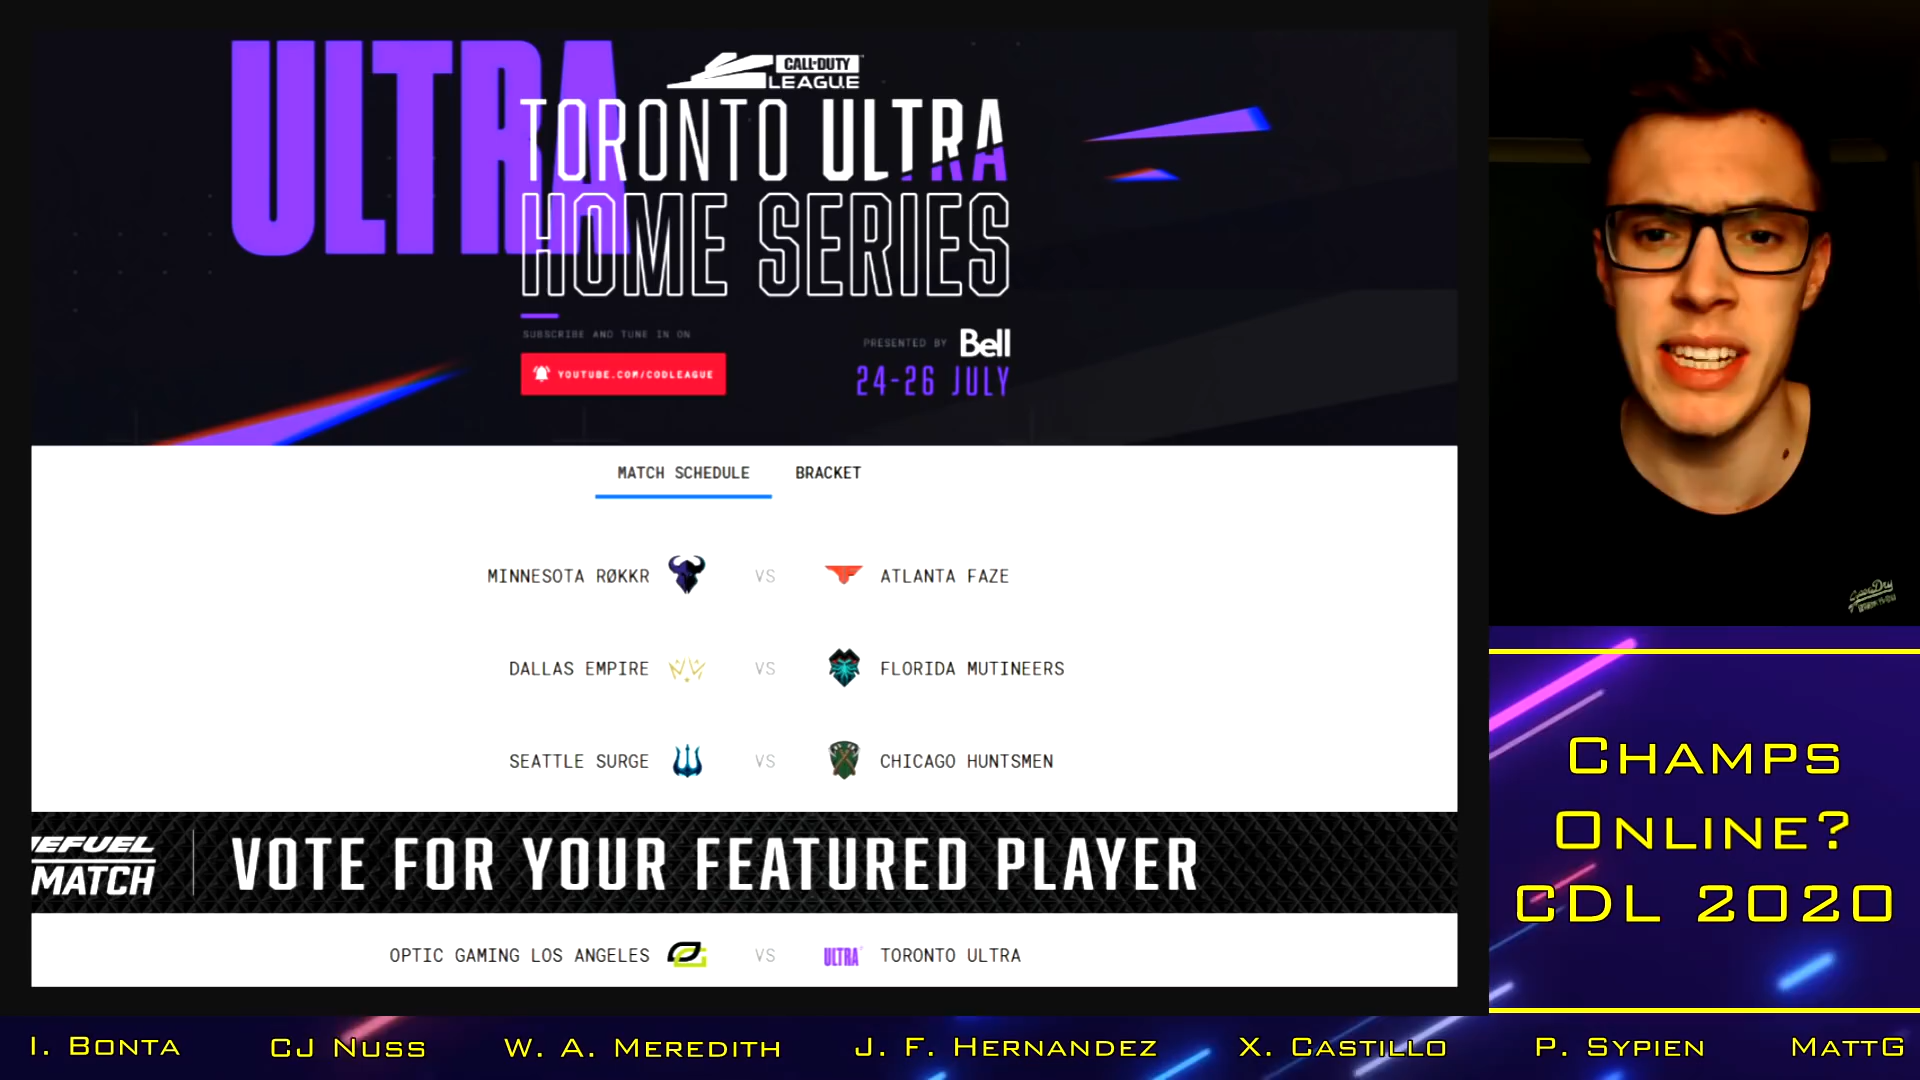 ULTRA
CALL OF DUTY
LEAGUE
TORONTO ULTRA
HOME SERIES
SUBSCRIBE AND TUNE IN ON
YOUTUBE.COM/CODLEAGUE
PRESENTED BY Bell
24-26 JULY
MATCH SCHEDULE BRACKET
MINNESOTA RØKKR VS ATLANTA FAZE
DALLAS EMPIRE VS FLORIDA MUTINEERS
SEATTLE SURGE VS CHICAGO HUNTSMEN
MATCH
VOTE FOR YOUR FEATURED PLAYER
OPTIC GAMING LOS ANGELES VS ULTRA TORONTO ULTRA
CHAMPS
ONLINE?
CDL 2020
I. BONTA CJ NUSS W. A. MEREDITH J. F. HERNANDEZ X. CASTILLO P. SYPIEN MATTG